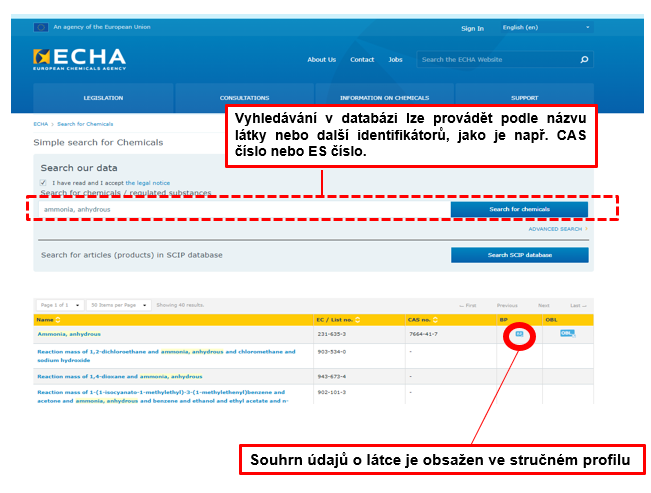 An agency of the European Union
Sign In
English (en)
ECHA
EUROPEAN CHEMICALS AGENCY
About Us
Contact
Jobs
Search the ECHA Website
LEGISLATION
CONSULTATIONS
INFORMATION ON CHEMICALS
SUPPORT
ECHA > Search for Chemicals
Vyhledávání v databázi lze provádět podle názvu
látky nebo další identifikátorů, jako je např. CAS
číslo nebo ES číslo.
Simple search for Chemicals
Search our data
I have read and I accept the legal notice
Search for chemicals / regulated substances
ammonia, anhydrous
Search for chemicals
ADVANCED SEARCH
Search for articles (products) in SCIP database
Search SCIP database
Page 1 of 1
50 Items per Page
Showing 40 results.
← First
Previous
Next
Last →
Name
EC / List no.
CAS no.
BP
OBL
Ammonia, anhydrous
231-635-3
7664-41-7
OBL
Reaction mass of 1,2-dichloroethane and ammonia, anhydrous and chloromethane and
sodium hydroxide
903-534-0
-
Reaction mass of 1,4-dioxane and ammonia, anhydrous
943-673-4
-
Reaction mass of 1-(1-isocyanato-1-methylethyl)-3-(1-methylethenyl)benzene and
acetone and ammonia, anhydrous and benzene and ethanol and ethyl acetate and n-
902-101-3
-
Souhrn údajů o látce je obsažen ve stručném profilu